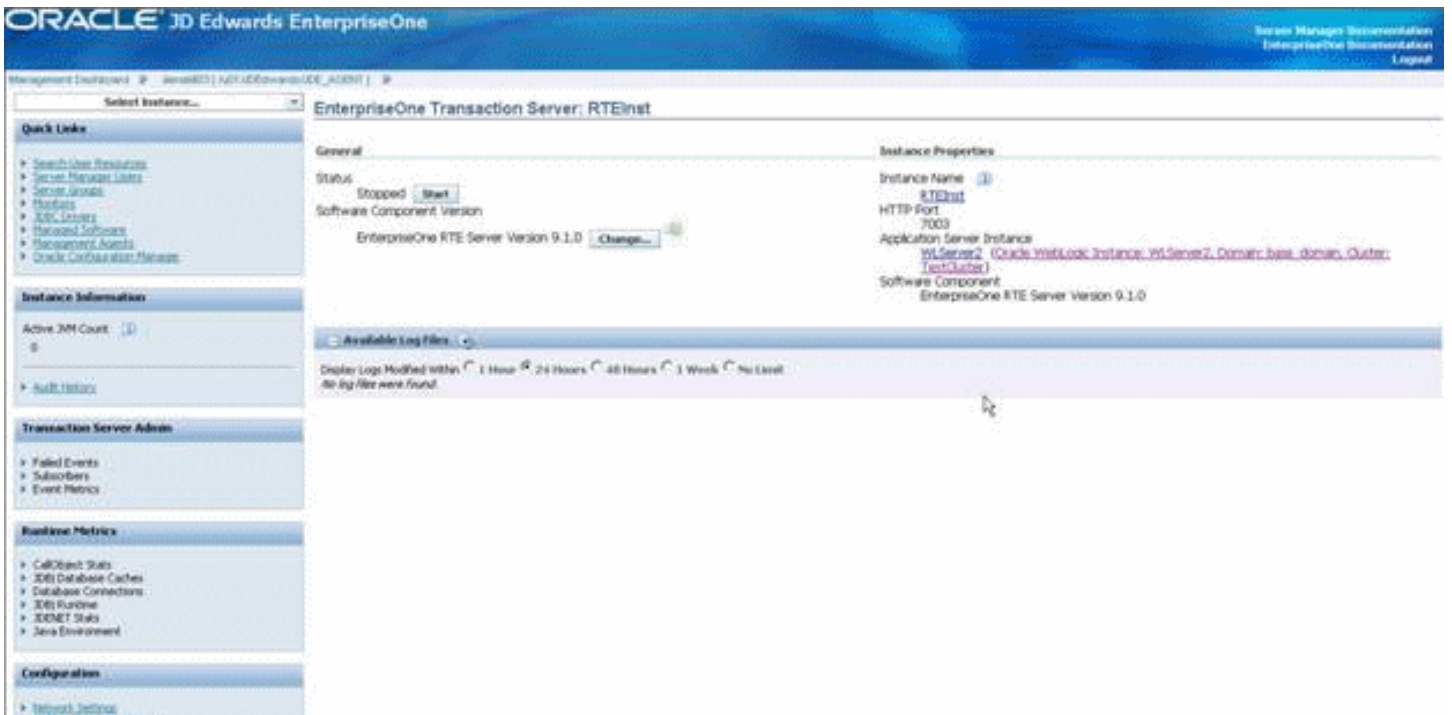 ORACLE JD Edwards EnterpriseOne
Server Manager Documentation
EnterpriseOne Documentation
Logout
Management Dashboard
Select Instance...
Quick Links
Search User Resources
Server Manager Users
Server Groups
Monitors
JDBC Drivers
Managed Software
Management Agents
Oracle Configuration Manager
Instance Information
Active JVM Count
0
Audit History
Transaction Server Admin
Failed Events
Subscribers
Event Metrics
Runtime Metrics
CallObject Stats
JDBj Database Caches
Database Connections
JDBj Runtime
JDENET Stats
Java Environment
Configuration
Network Settings
EnterpriseOne Transaction Server: RTEInst
General
Status
Stopped Start
Software Component Version
EnterpriseOne RTE Server Version 9.1.0 Change...
Instance Properties
Instance Name
RTEInst
HTTP Port
7003
Application Server Instance
WLServer2 (Oracle WebLogic Instance: WLServer2, Domain: base_domain, Cluster:
TestCluster)
Software Component
EnterpriseOne RTE Server Version 9.1.0
Available Log Files
Display Logs Modified Within 1 Hour 24 Hours 48 Hours 1 Week No Limit
No log files were found.